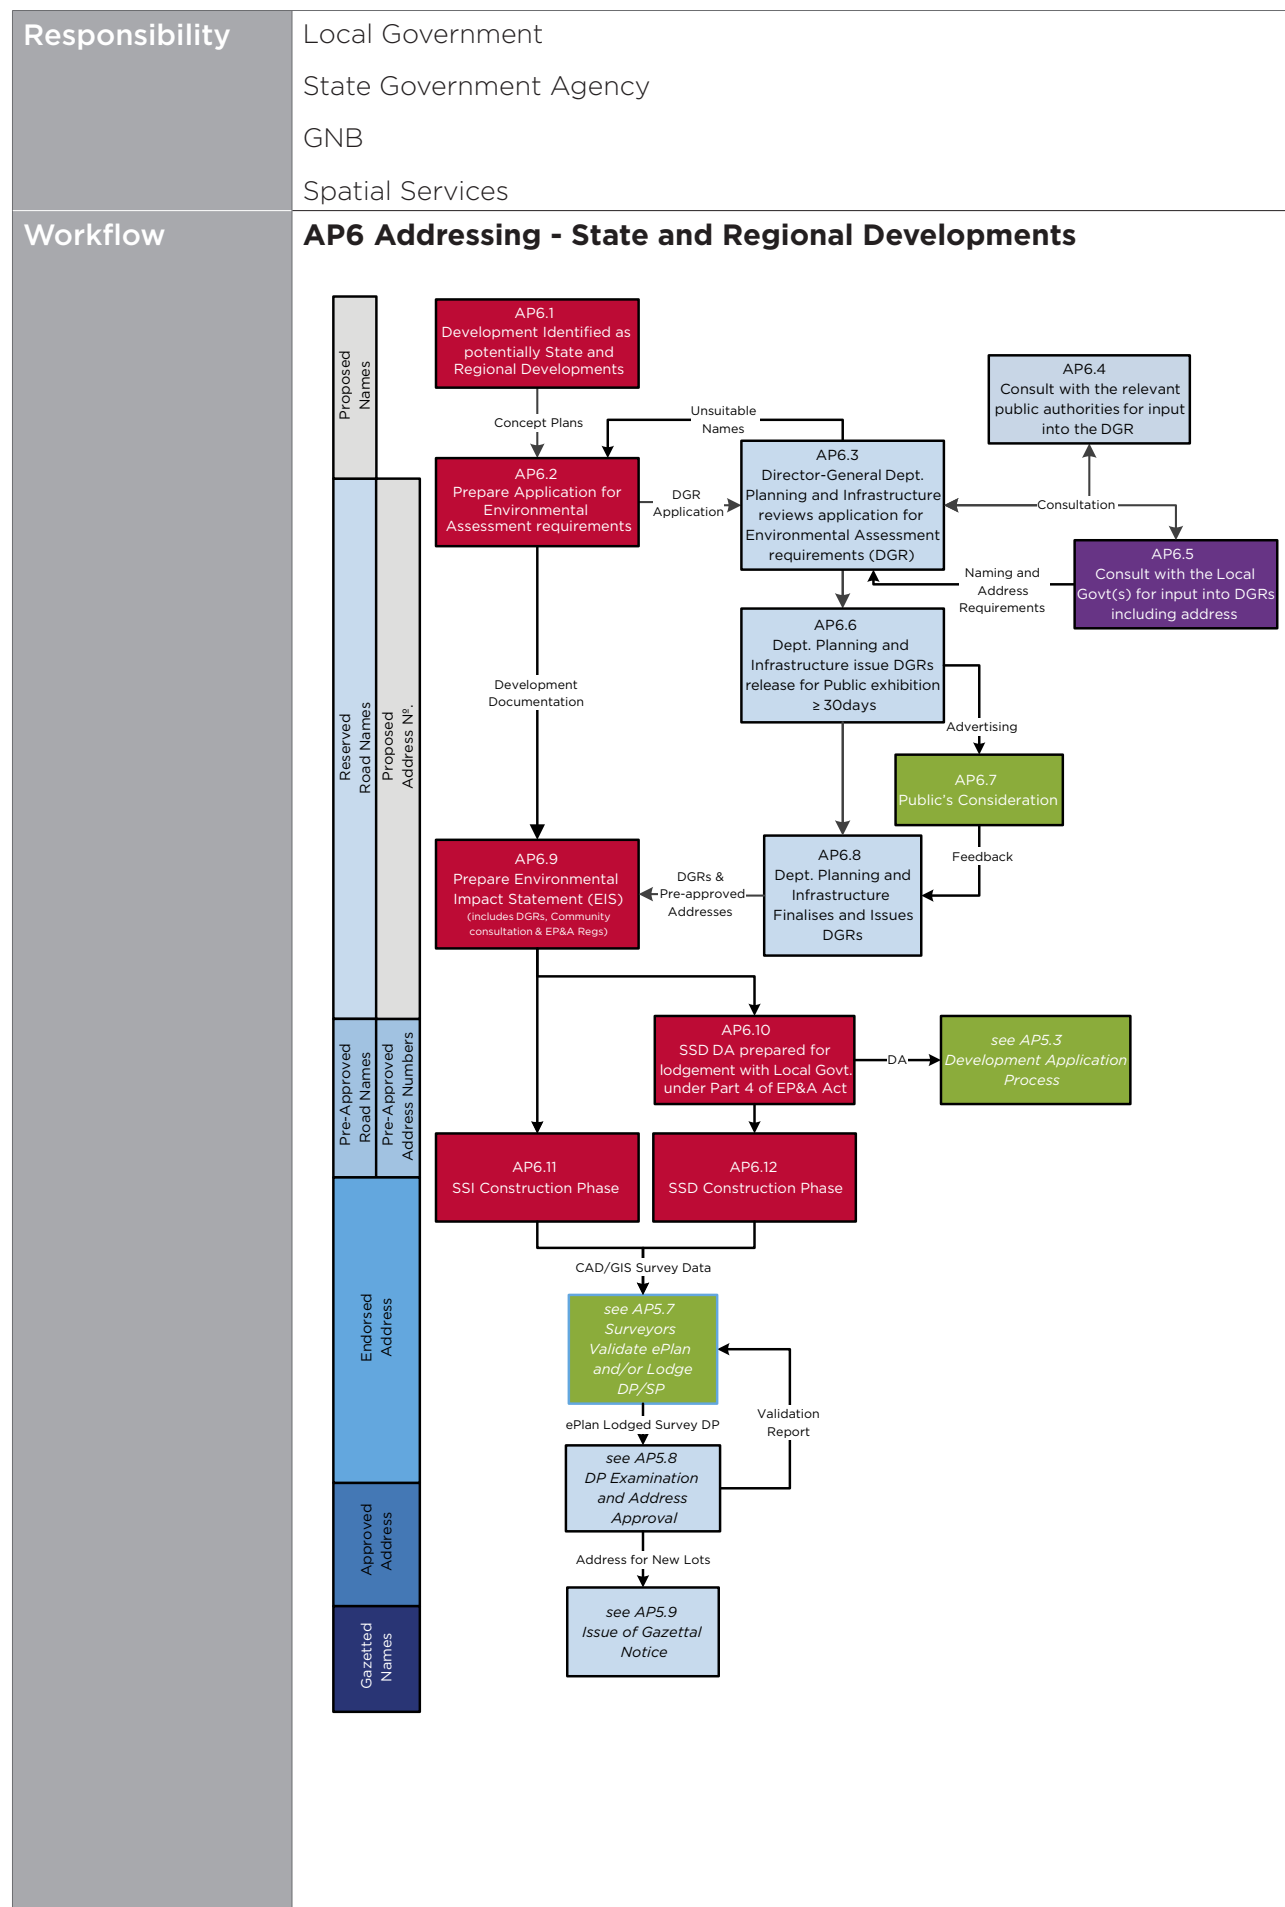 Responsibility
Local Government
State Government Agency
GNB
Spatial Services
Workflow
AP6 Addressing - State and Regional Developments
Proposed
Names
Reserved
Road Names
Proposed
Address Nº.
Pre-Approved
Road Names
Pre-Approved
Address Numbers
Endorsed
Address
Approved
Address
Gazetted
Names
AP6.1
Development Identified as
potentially State and
Regional Developments
Concept Plans
Unsuitable
Names
AP6.2
Prepare Application for
Environmental
Assessment requirements
DGR
Application
AP6.3
Director-General Dept.
Planning and Infrastructure
reviews application for
Environmental Assessment
requirements (DGR)
AP6.4
Consult with the relevant
public authorities for input
into the DGR
Consultation
AP6.5
Consult with the Local
Govt(s) for input into DGRs
including address
Naming and
Address
Requirements
AP6.6
Dept. Planning and
Infrastructure issue DGRs
release for Public exhibition
≥ 30days
Development
Documentation
Advertising
AP6.7
Public's Consideration
Feedback
AP6.8
Dept. Planning and
Infrastructure
Finalises and Issues
DGRs
DGRs &
Pre-approved
Addresses
AP6.9
Prepare Environmental
Impact Statement (EIS)
(includes DGRs, Community
consultation & EP&A Regs)
AP6.10
SSD DA prepared for
lodgement with Local Govt.
under Part 4 of EP&A Act
DA
see AP5.3
Development Application
Process
AP6.11
SSI Construction Phase
AP6.12
SSD Construction Phase
CAD/GIS Survey Data
see AP5.7
Surveyors
Validate ePlan
and/or Lodge
DP/SP
ePlan Lodged Survey DP
Validation
Report
see AP5.8
DP Examination
and Address
Approval
Address for New Lots
see AP5.9
Issue of Gazettal
Notice